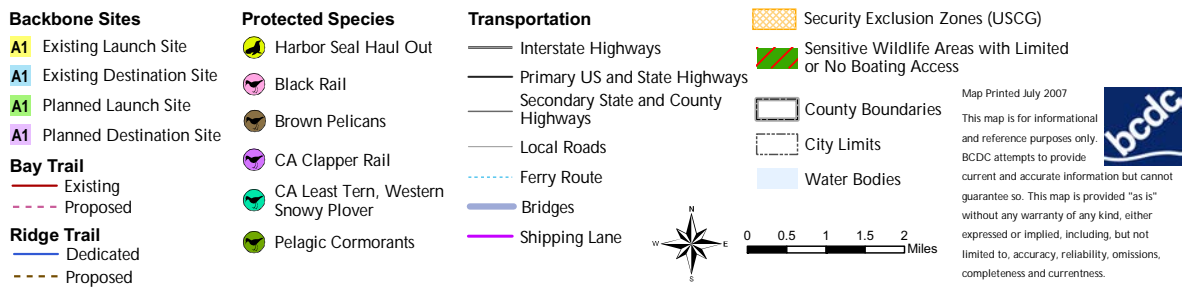 Backbone Sites
A1 Existing Launch Site
A1 Existing Destination Site
A1 Planned Launch Site
A1 Planned Destination Site
Bay Trail
Existing
Proposed
Ridge Trail
Dedicated
Proposed
Protected Species
Harbor Seal Haul Out
Black Rail
Brown Pelicans
CA Clapper Rail
CA Least Tern, Western
Snowy Plover
Pelagic Cormorants
Transportation
Interstate Highways
Primary US and State Highways
Secondary State and County
Highways
Local Roads
Ferry Route
Bridges
Shipping Lane
Security Exclusion Zones (USCG)
Sensitive Wildlife Areas with Limited
or No Boating Access
County Boundaries
City Limits
Water Bodies
N
W E
S
0 0.5 1 1.5 2
Miles
Map Printed July 2007
This map is for informational
and reference purposes only.
BCDC attempts to provide
current and accurate information but cannot
guarantee so. This map is provided "as is"
without any warranty of any kind, either
expressed or implied, including, but not
limited to, accuracy, reliability, omissions,
completeness and currentness.
bcdc